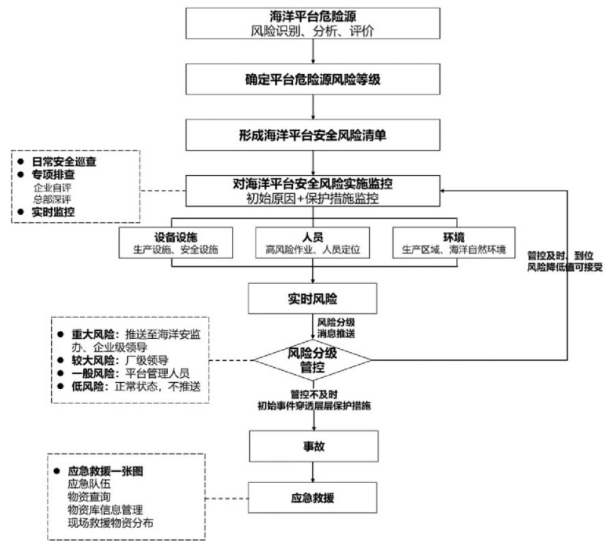 海洋平台危险源
风险识别、分析、评价
确定平台危险源风险等级
形成海洋平台安全风险清单
日常安全巡查
专项排查
企业自评
总部深评
实时监控
对海洋平台安全风险实施监控
初始原因+保护措施监控
设备设施
生产设施、安全设施
人员
高风险作业、人员定位
环境
生产区域、海洋自然环境
管控及时、到位
风险降低值可接受
实时风险
风险分级
消息推送
重大风险：推送至海洋安监
办、企业级领导
较大风险：厂级领导
一般风险：平台管理人员
低风险：正常状态，不推送
风险分级
管控
管控不及时
初始事件穿透层层保护措施
事故
应急救援一张图
应急队伍
物资查询
物资库信息管理
现场救援物资分布
应急救援